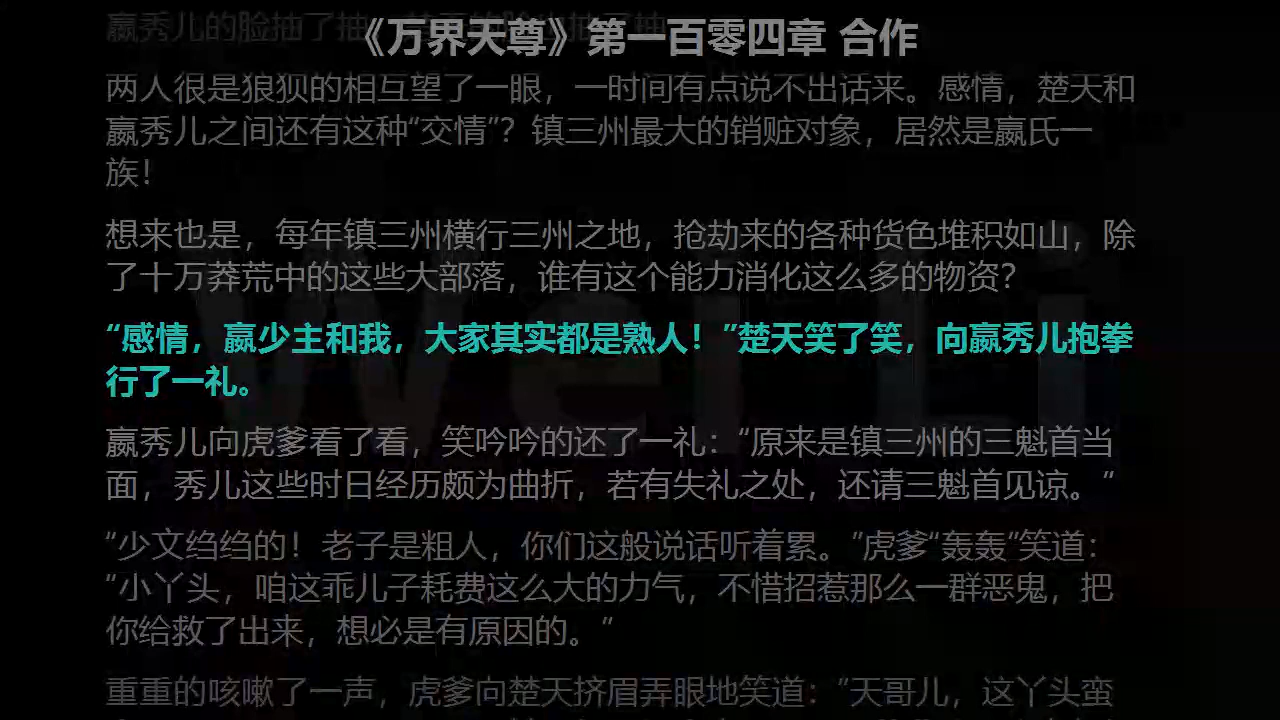 嬴秀儿的脸抽了抽
《万界天尊》第一百零四章 合作
两人很是狼狈的相互望了一眼，一时间有点说不出话来。感情，楚天和
嬴秀儿之间还有这种“交情”？镇三州最大的销赃对象，居然是嬴氏一
族！
想来也是，每年镇三州横行三州之地，抢劫来的各种货色堆积如山，除
了十万莽荒中的这些大部落，谁有这个能力消化这么多的物资？
“感情，嬴少主和我，大家其实都是熟人！”楚天笑了笑，向嬴秀儿抱拳
行了一礼。
嬴秀儿向虎爹看了看，笑吟吟的还了一礼：“原来是镇三州的三魁首当
面，秀儿这些时日经历颇为曲折，若有失礼之处，还请三魁首见谅。”
“少文绉绉的！老子是粗人，你们这般说话听着累。”虎爹“轰轰”笑道：
“小丫头，咱这乖儿子耗费这么大的力气，不惜招惹那么一群恶鬼，把
你给救了出来，想必是有原因的。”
重重的咳嗽了一声，虎爹向楚天挤眉弄眼地笑道：“天哥儿，这丫头蛮
Wei Li